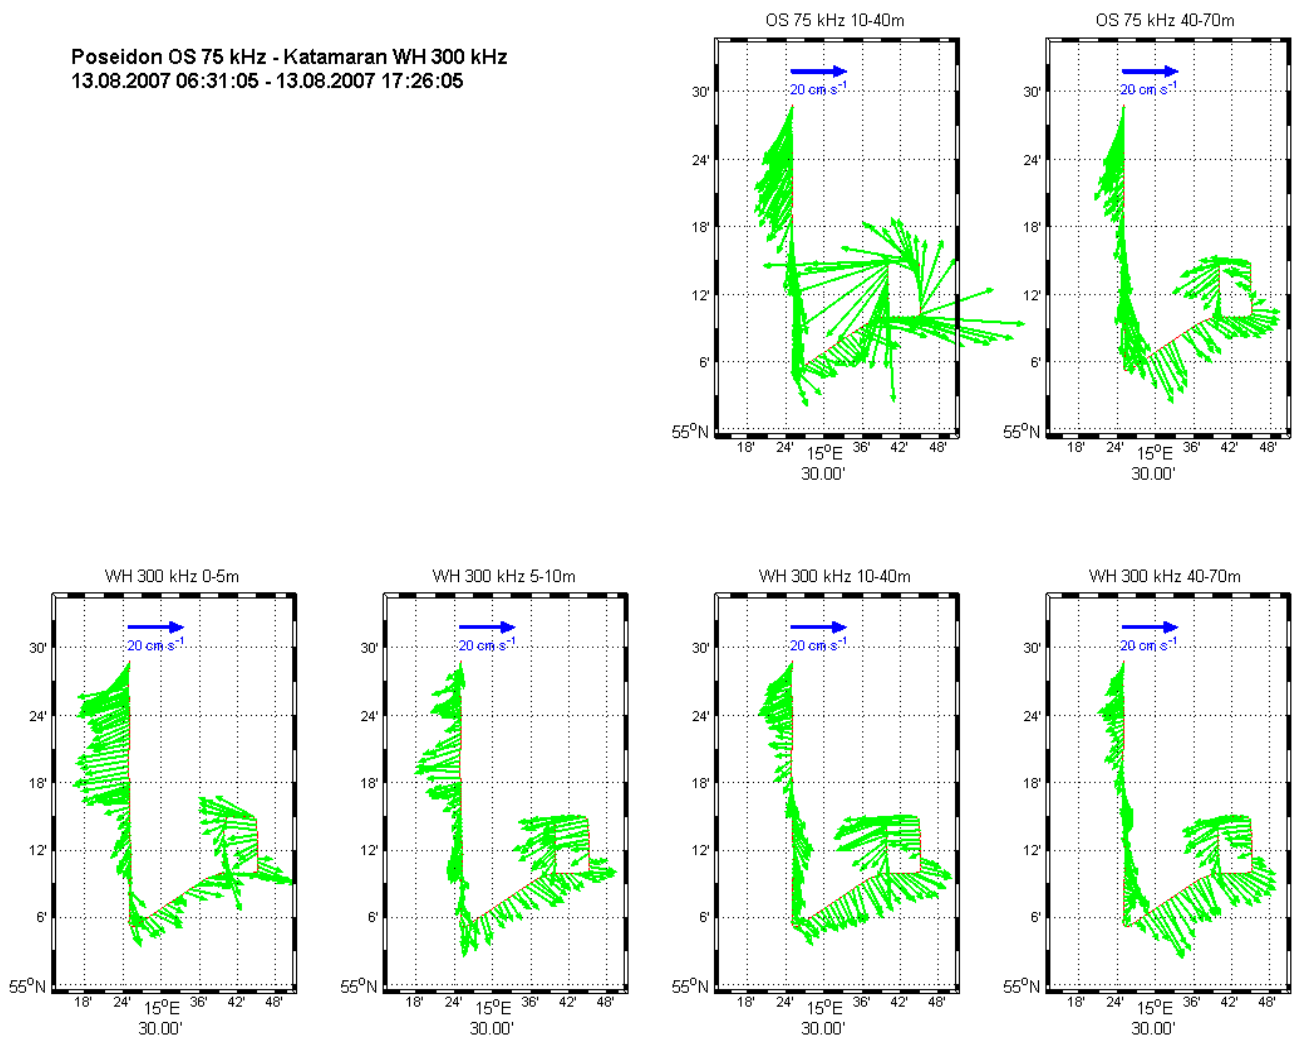 Poseidon OS 75 kHz - Katamaran WH 300 kHz
13.08.2007 06:31:05 - 13.08.2007 17:26:05
OS 75 kHz 10-40m
20 cm s⁻¹
30'
24'
18'
12'
6'
55°N
18' 24' 36' 42' 48'
15°E
30.00'
OS 75 kHz 40-70m
20 cm s⁻¹
30'
24'
18'
12'
6'
55°N
18' 24' 36' 42' 48'
15°E
30.00'
WH 300 kHz 0-5m
20 cm s⁻¹
30'
24'
18'
12'
6'
55°N
18' 24' 36' 42' 48'
15°E
30.00'
WH 300 kHz 5-10m
20 cm s⁻¹
30'
24'
18'
12'
6'
55°N
18' 24' 36' 42' 48'
15°E
30.00'
WH 300 kHz 10-40m
20 cm s⁻¹
30'
24'
18'
12'
6'
55°N
18' 24' 36' 42' 48'
15°E
30.00'
WH 300 kHz 40-70m
20 cm s⁻¹
30'
24'
18'
12'
6'
55°N
18' 24' 36' 42' 48'
15°E
30.00'